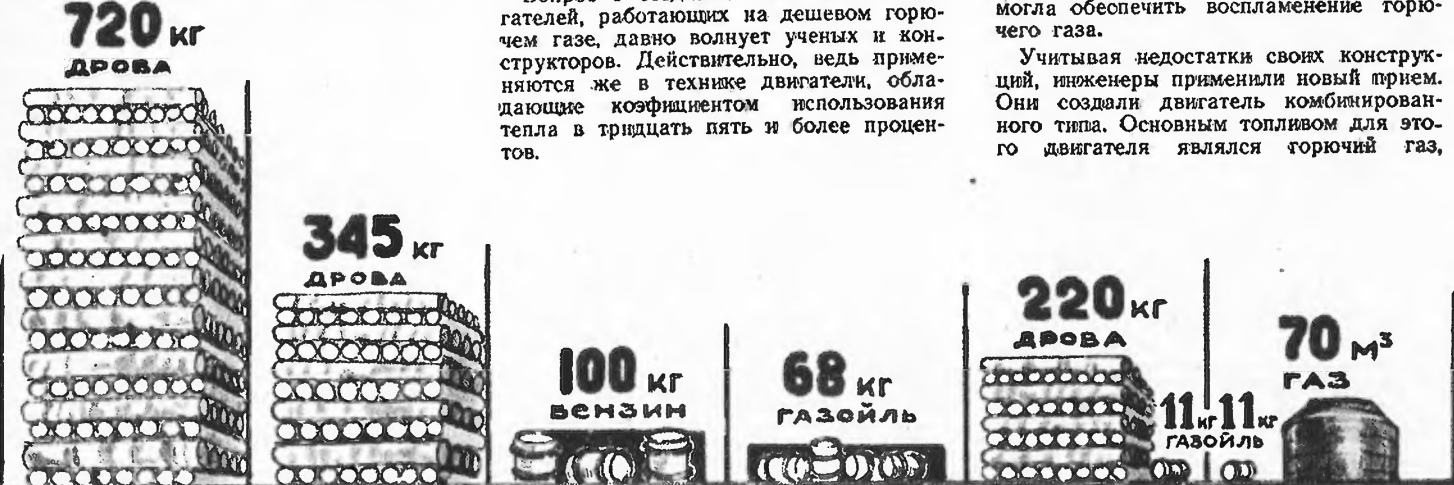 гателей, работающих на дешевом горю-
чем газе, давно волнует ученых и кон-
структоров. Действительно, ведь приме-
няются же в технике двигатели, обла-
дающие коэфициентом использования
тепла в тридцать пять и более процен-
тов.
могла обеспечить воспламенение горю-
чего газа.
Учитывая недостатки своих конструк-
ций, инженеры применили новый прием.
Они создали двигатель комбинирован-
ного типа. Основным топливом для это-
го двигателя являлся горючий газ,
720 кг
ДРОВА
345 кг
ДРОВА
100 кг
БЕНЗИН
68 кг
ГАЗОЙЛЬ
220 кг
ДРОВА
11 кг 11 кг
ГАЗОЙЛЬ
70 м³
ГАЗ